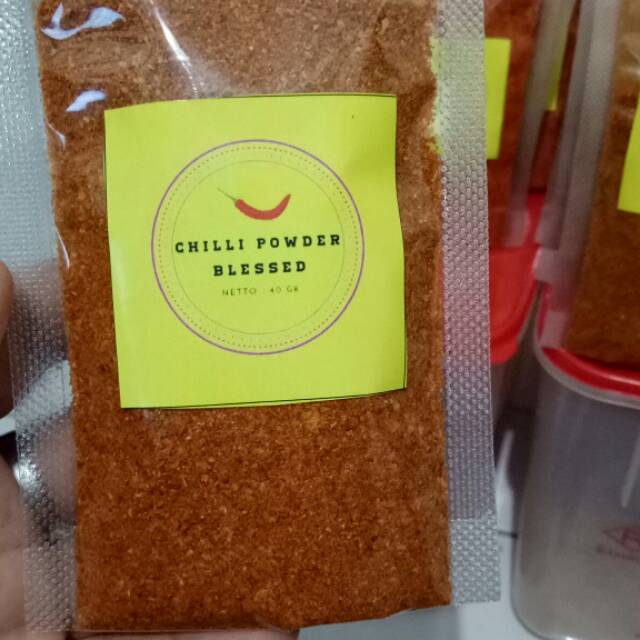 CHILLI POWDER
BLESSED
NETTO : 40 GR